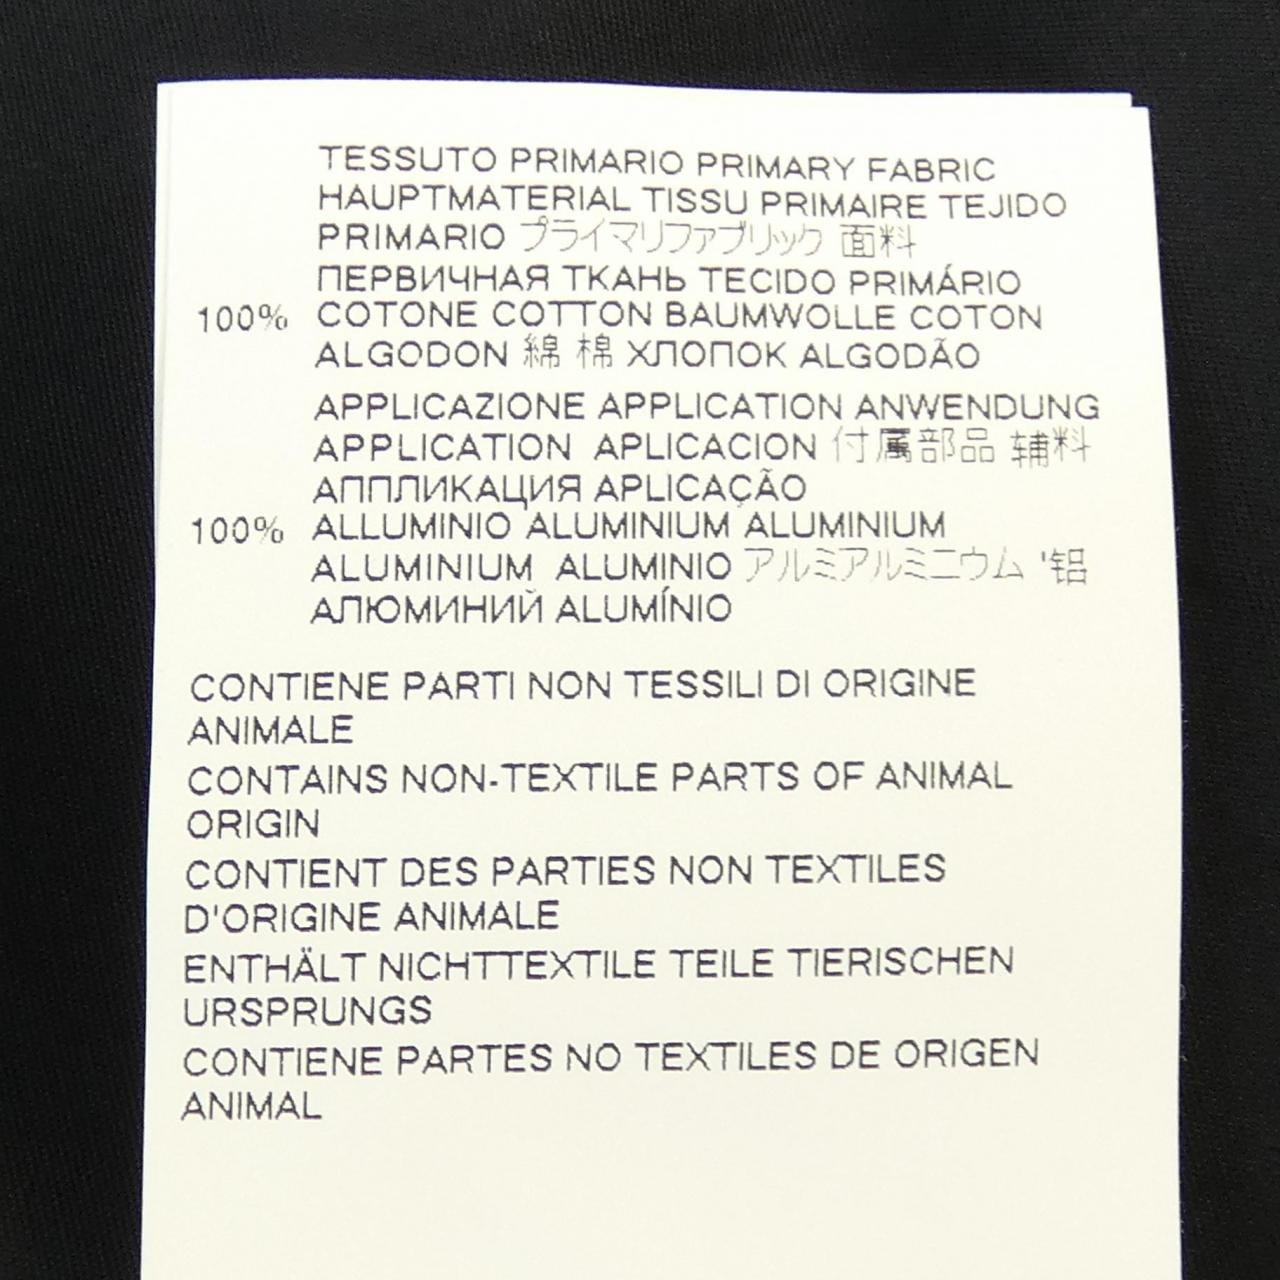 TESSUTO PRIMARIO PRIMARY FABRIC
HAUPTMATERIAL TISSU PRIMAIRE TEJIDO
PRIMARIO プライマリファブリック 面料
ПЕРВИЧНАЯ ТКАНЬ TECIDO PRIMÁRIO
100% COTONE COTTON BAUMWOLLE COTON
ALGODON 綿 棉 ХЛОПОК ALGODÃO
APPLICAZIONE APPLICATION ANWENDUNG
APPLICATION APLICACION 付属部品 辅料
АППЛИКАЦИЯ APLICAÇÃO
100% ALLUMINIO ALUMINIUM ALUMINIUM
ALUMINIUM ALUMINIO アルミアルミニウム '铝
АЛЮМИНИЙ ALUMÍNIO
CONTIENE PARTI NON TESSILI DI ORIGINE
ANIMALE
CONTAINS NON-TEXTILE PARTS OF ANIMAL
ORIGIN
CONTIENT DES PARTIES NON TEXTILES
D'ORIGINE ANIMALE
ENTHÄLT NICHTTEXTILE TEILE TIERISCHEN
URSPRUNGS
CONTIENE PARTES NO TEXTILES DE ORIGEN
ANIMAL